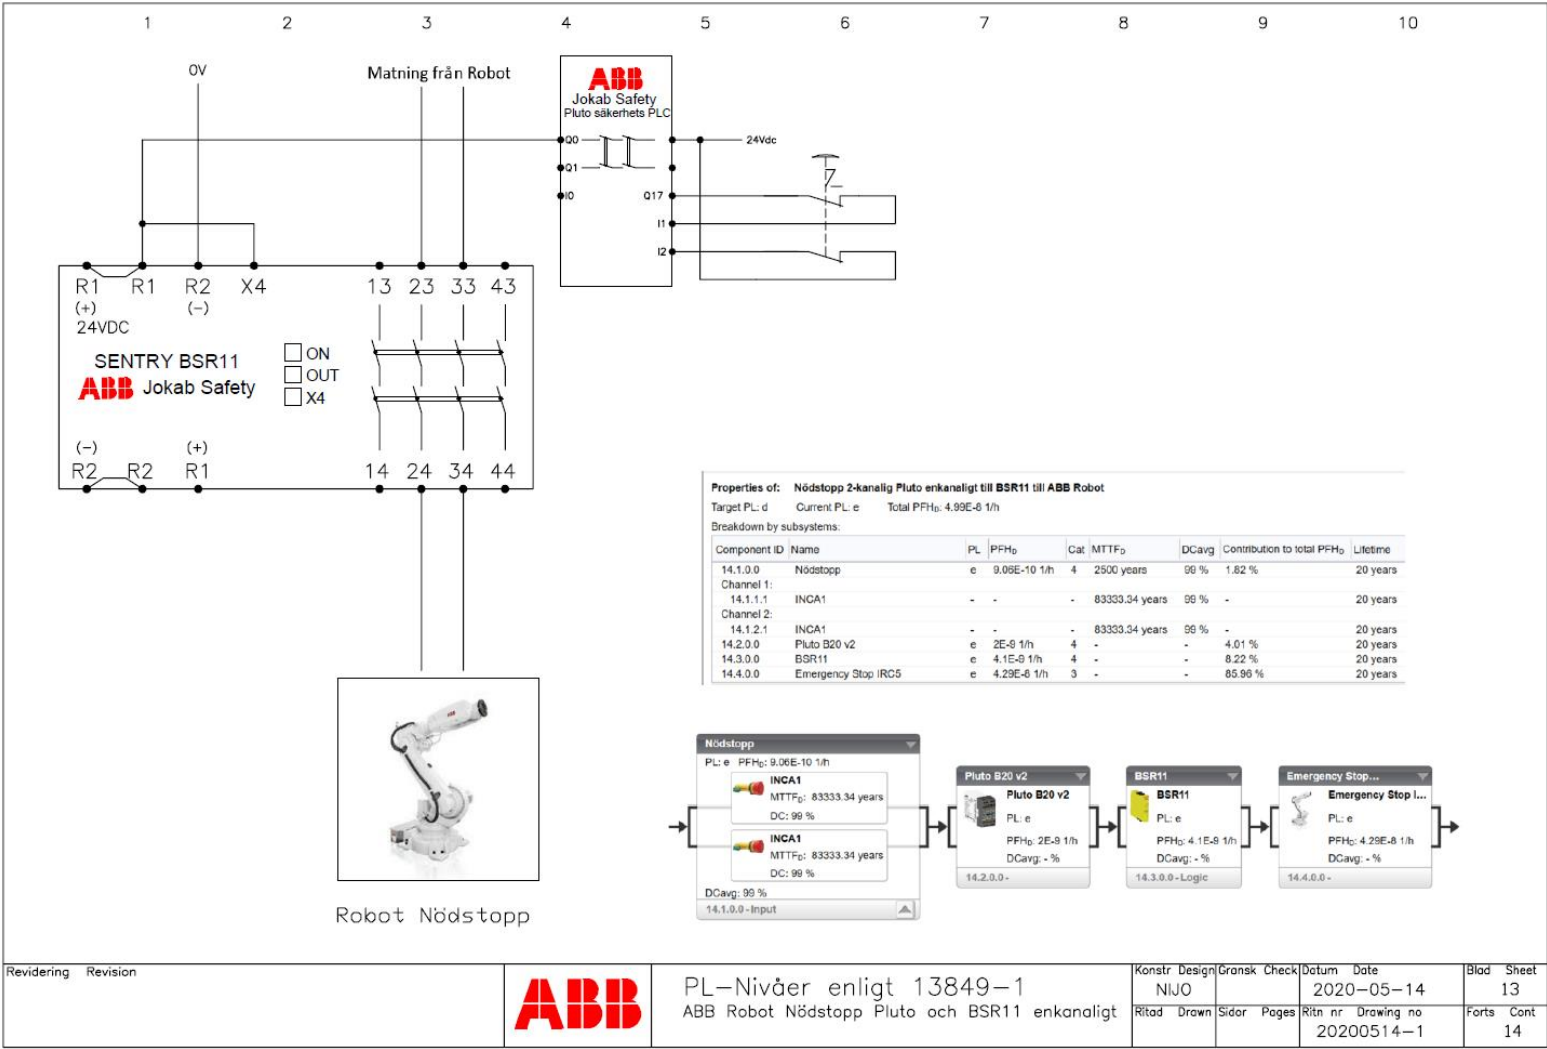 1 2 3 4 5 6 7 8 9 10
0V
Matning från Robot
ABB
Jokab Safety
Pluto säkerhets PLC
Q0
24Vdc
Q1
I0
Q17
I1
I2
R1 R1 R2 X4 13 23 33 43
(+) (-)
24VDC
SENTRY BSR11
ABB Jokab Safety
ON
OUT
X4
(-) (+)
R2 R2 R1 14 24 34 44
Properties of: Nödstopp 2-kanalig Pluto enkanaligt till BSR11 till ABB Robot
Target PL: d Current PL: e Total PFHD: 4.99E-8 1/h
Breakdown by subsystems:
Component ID Name PL PFHD Cat MTTFD DCavg Contribution to total PFHD Lifetime
14.1.0.0 Nödstopp e 9.06E-10 1/h 4 2500 years 99 % 1.82 % 20 years
Channel 1:
14.1.1.1 INCA1 - - - 83333.34 years 99 % - 20 years
Channel 2:
14.1.2.1 INCA1 - - - 83333.34 years 99 % - 20 years
14.2.0.0 Pluto B20 v2 e 2E-9 1/h 4 - - 4.01 % 20 years
14.3.0.0 BSR11 e 4.1E-9 1/h 4 - - 8.22 % 20 years
14.4.0.0 Emergency Stop IRC5 e 4.29E-8 1/h 3 - - 85.96 % 20 years
Nödstopp
PL: e PFHD: 9.06E-10 1/h
INCA1
MTTFD: 83333.34 years
DC: 99 %
INCA1
MTTFD: 83333.34 years
DC: 99 %
DCavg: 99 %
14.1.0.0 - Input
Pluto B20 v2
Pluto B20 v2
PL: e
PFHD: 2E-9 1/h
DCavg: - %
14.2.0.0 -
BSR11
BSR11
PL: e
PFHD: 4.1E-9 1/h
DCavg: - %
14.3.0.0 - Logic
Emergency Stop...
Emergency Stop I...
PL: e
PFHD: 4.29E-8 1/h
DCavg: - %
14.4.0.0 -
ABB
Robot Nödstopp
Revidering Revision
ABB
PL-Nivåer enligt 13849-1
ABB Robot Nödstopp Pluto och BSR11 enkanaligt
Konstr Design Gransk Check Datum Date Blad Sheet
NIJO 2020-05-14 13
Ritad Drawn Sidor Pages Ritn nr Drawing no Forts Cont
20200514-1 14